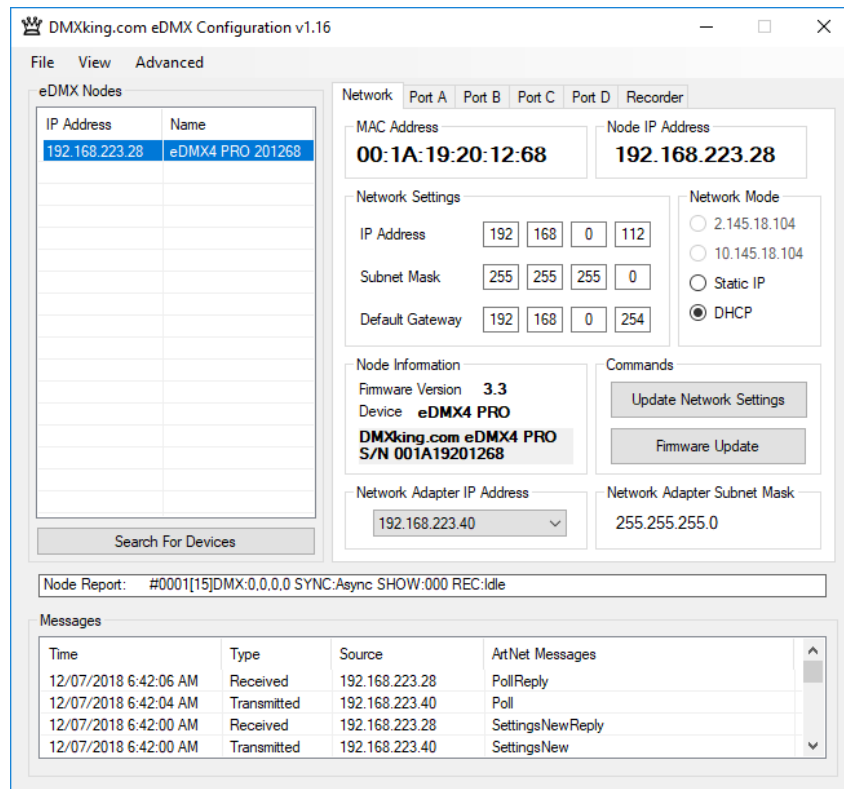 DMXking.com eDMX Configuration v1.16
File View Advanced
eDMX Nodes
IP Address Name
192.168.223.28 eDMX4 PRO 201268
Search For Devices
Network Port A Port B Port C Port D Recorder
MAC Address
00:1A:19:20:12:68
Node IP Address
192.168.223.28
Network Settings
IP Address 192 168 0 112
Subnet Mask 255 255 255 0
Default Gateway 192 168 0 254
Network Mode
2.145.18.104
10.145.18.104
Static IP
DHCP
Node Information
Firmware Version 3.3
Device eDMX4 PRO
DMXking.com eDMX4 PRO
S/N 001A19201268
Commands
Update Network Settings
Firmware Update
Network Adapter IP Address
192.168.223.40
Network Adapter Subnet Mask
255.255.255.0
Node Report: #0001[15]DMX:0,0,0,0 SYNC:Async SHOW:000 REC:Idle
Messages
Time Type Source ArtNet Messages
12/07/2018 6:42:06 AM Received 192.168.223.28 PollReply
12/07/2018 6:42:04 AM Transmitted 192.168.223.40 Poll
12/07/2018 6:42:00 AM Received 192.168.223.28 SettingsNewReply
12/07/2018 6:42:00 AM Transmitted 192.168.223.40 SettingsNew